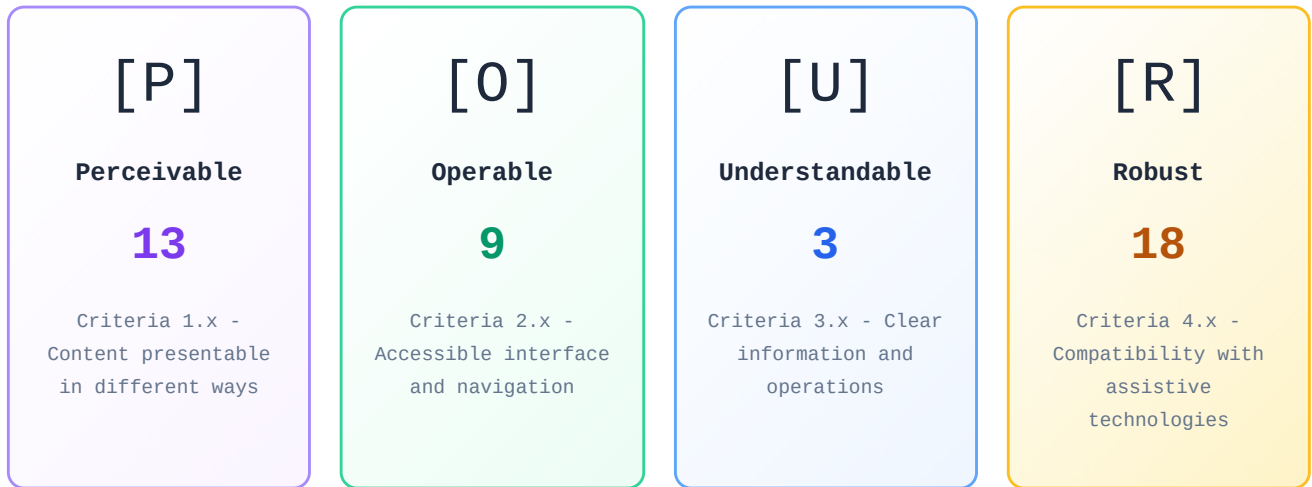 [P]
Perceivable
13
Criteria 1.x -
Content presentable
in different ways
[O]
Operable
9
Criteria 2.x -
Accessible interface
and navigation
[U]
Understandable
3
Criteria 3.x - Clear
information and
operations
[R]
Robust
18
Criteria 4.x -
Compatibility with
assistive
technologies